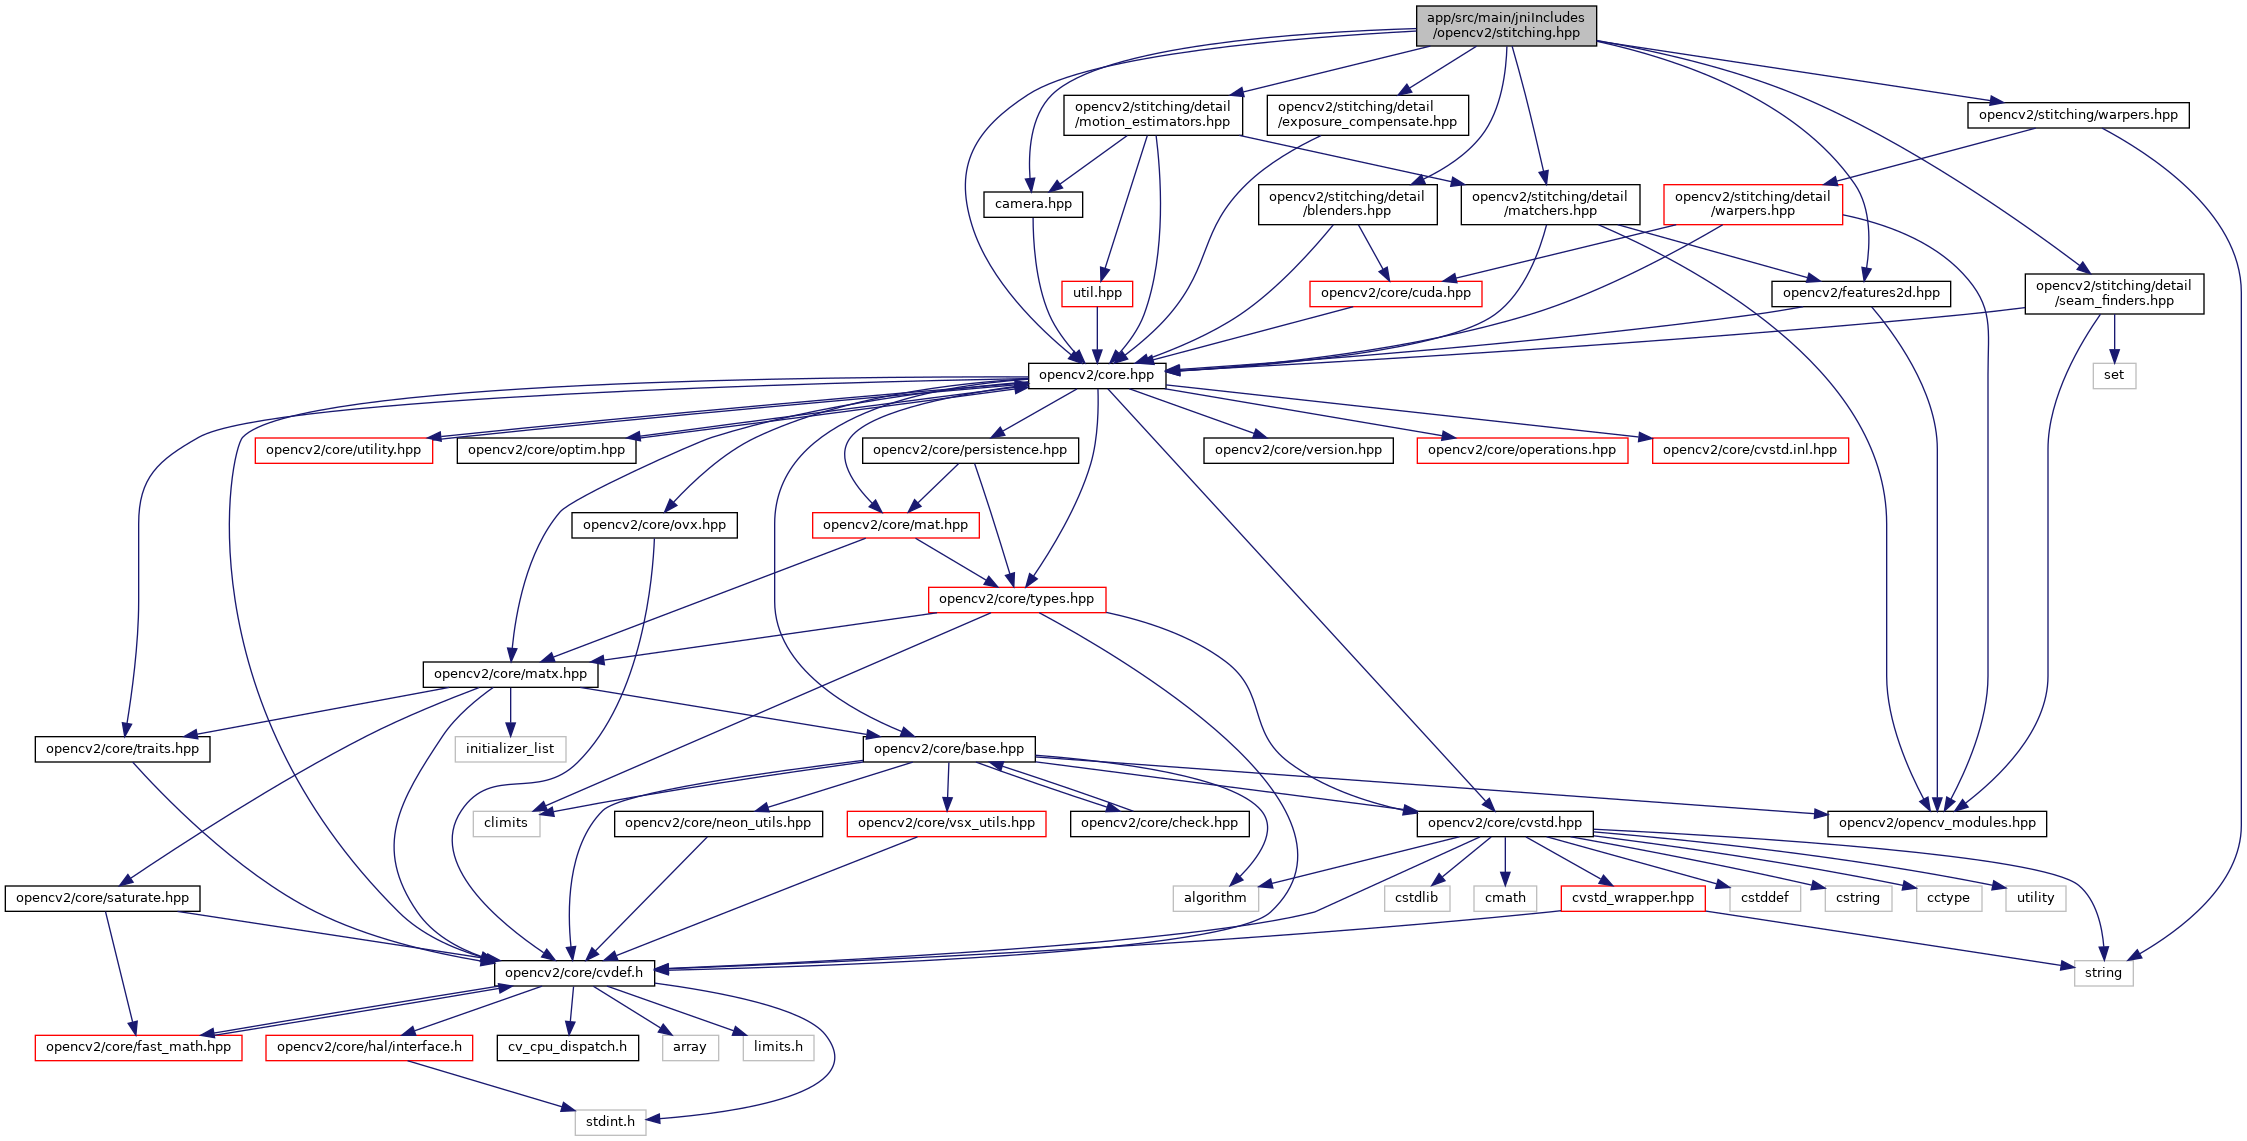 app/src/main/jniIncludes
/opencv2/stitching.hpp
opencv2/stitching/detail
/motion_estimators.hpp
opencv2/stitching/detail
/exposure_compensate.hpp
opencv2/stitching/warpers.hpp
camera.hpp
opencv2/stitching/detail
/blenders.hpp
opencv2/stitching/detail
/matchers.hpp
opencv2/stitching/detail
/warpers.hpp
util.hpp
opencv2/core/cuda.hpp
opencv2/features2d.hpp
opencv2/stitching/detail
/seam_finders.hpp
opencv2/core.hpp
set
opencv2/core/utility.hpp
opencv2/core/optim.hpp
opencv2/core/persistence.hpp
opencv2/core/version.hpp
opencv2/core/operations.hpp
opencv2/core/cvstd.inl.hpp
opencv2/core/ovx.hpp
opencv2/core/mat.hpp
opencv2/core/types.hpp
opencv2/core/matx.hpp
opencv2/core/traits.hpp
initializer_list
opencv2/core/base.hpp
climits
opencv2/core/neon_utils.hpp
opencv2/core/vsx_utils.hpp
opencv2/core/check.hpp
opencv2/core/cvstd.hpp
opencv2/opencv_modules.hpp
opencv2/core/saturate.hpp
algorithm
cstdlib
cmath
cvstd_wrapper.hpp
cstddef
cstring
cctype
utility
opencv2/core/cvdef.h
string
opencv2/core/fast_math.hpp
opencv2/core/hal/interface.h
cv_cpu_dispatch.h
array
limits.h
stdint.h